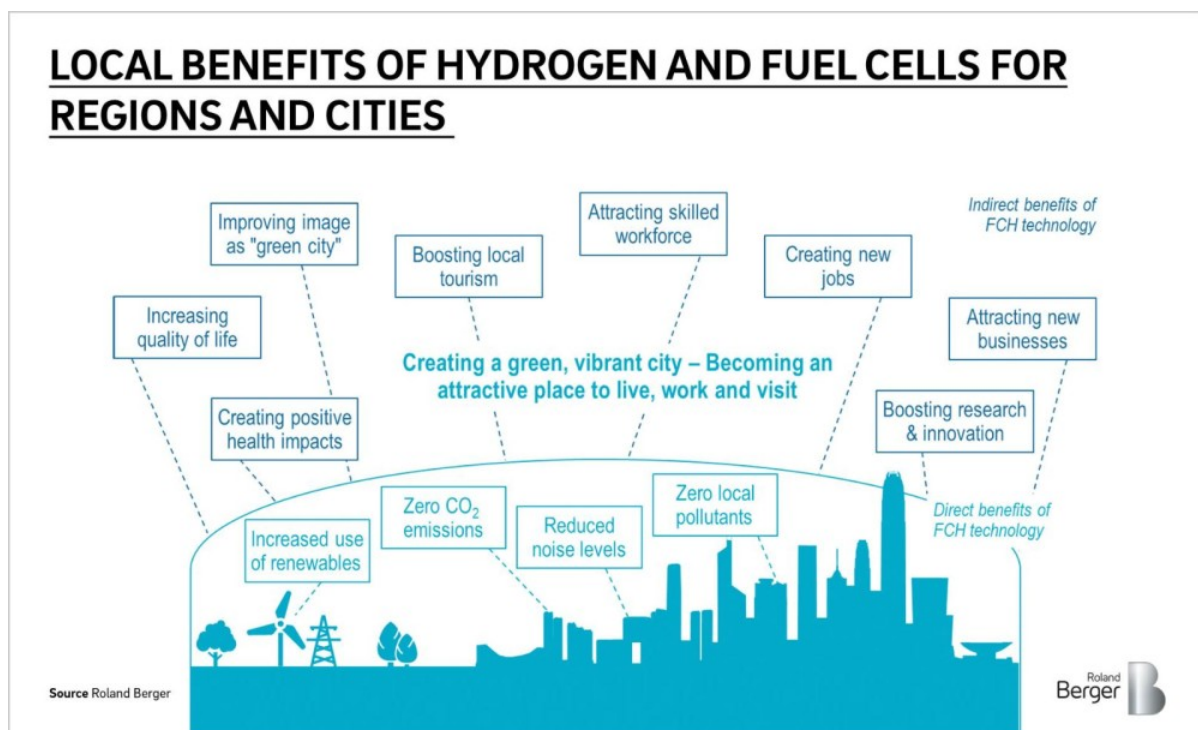 LOCAL BENEFITS OF HYDROGEN AND FUEL CELLS FOR
REGIONS AND CITIES
Improving image
as "green city"
Attracting skilled
workforce
Indirect benefits of
FCH technology
Boosting local
tourism
Creating new
jobs
Increasing
quality of life
Attracting new
businesses
Creating a green, vibrant city – Becoming an
attractive place to live, work and visit
Creating positive
health impacts
Boosting research
& innovation
Zero CO₂
emissions
Zero local
pollutants
Direct benefits of
FCH technology
Increased use
of renewables
Reduced
noise levels
Source Roland Berger
Roland
Berger
B